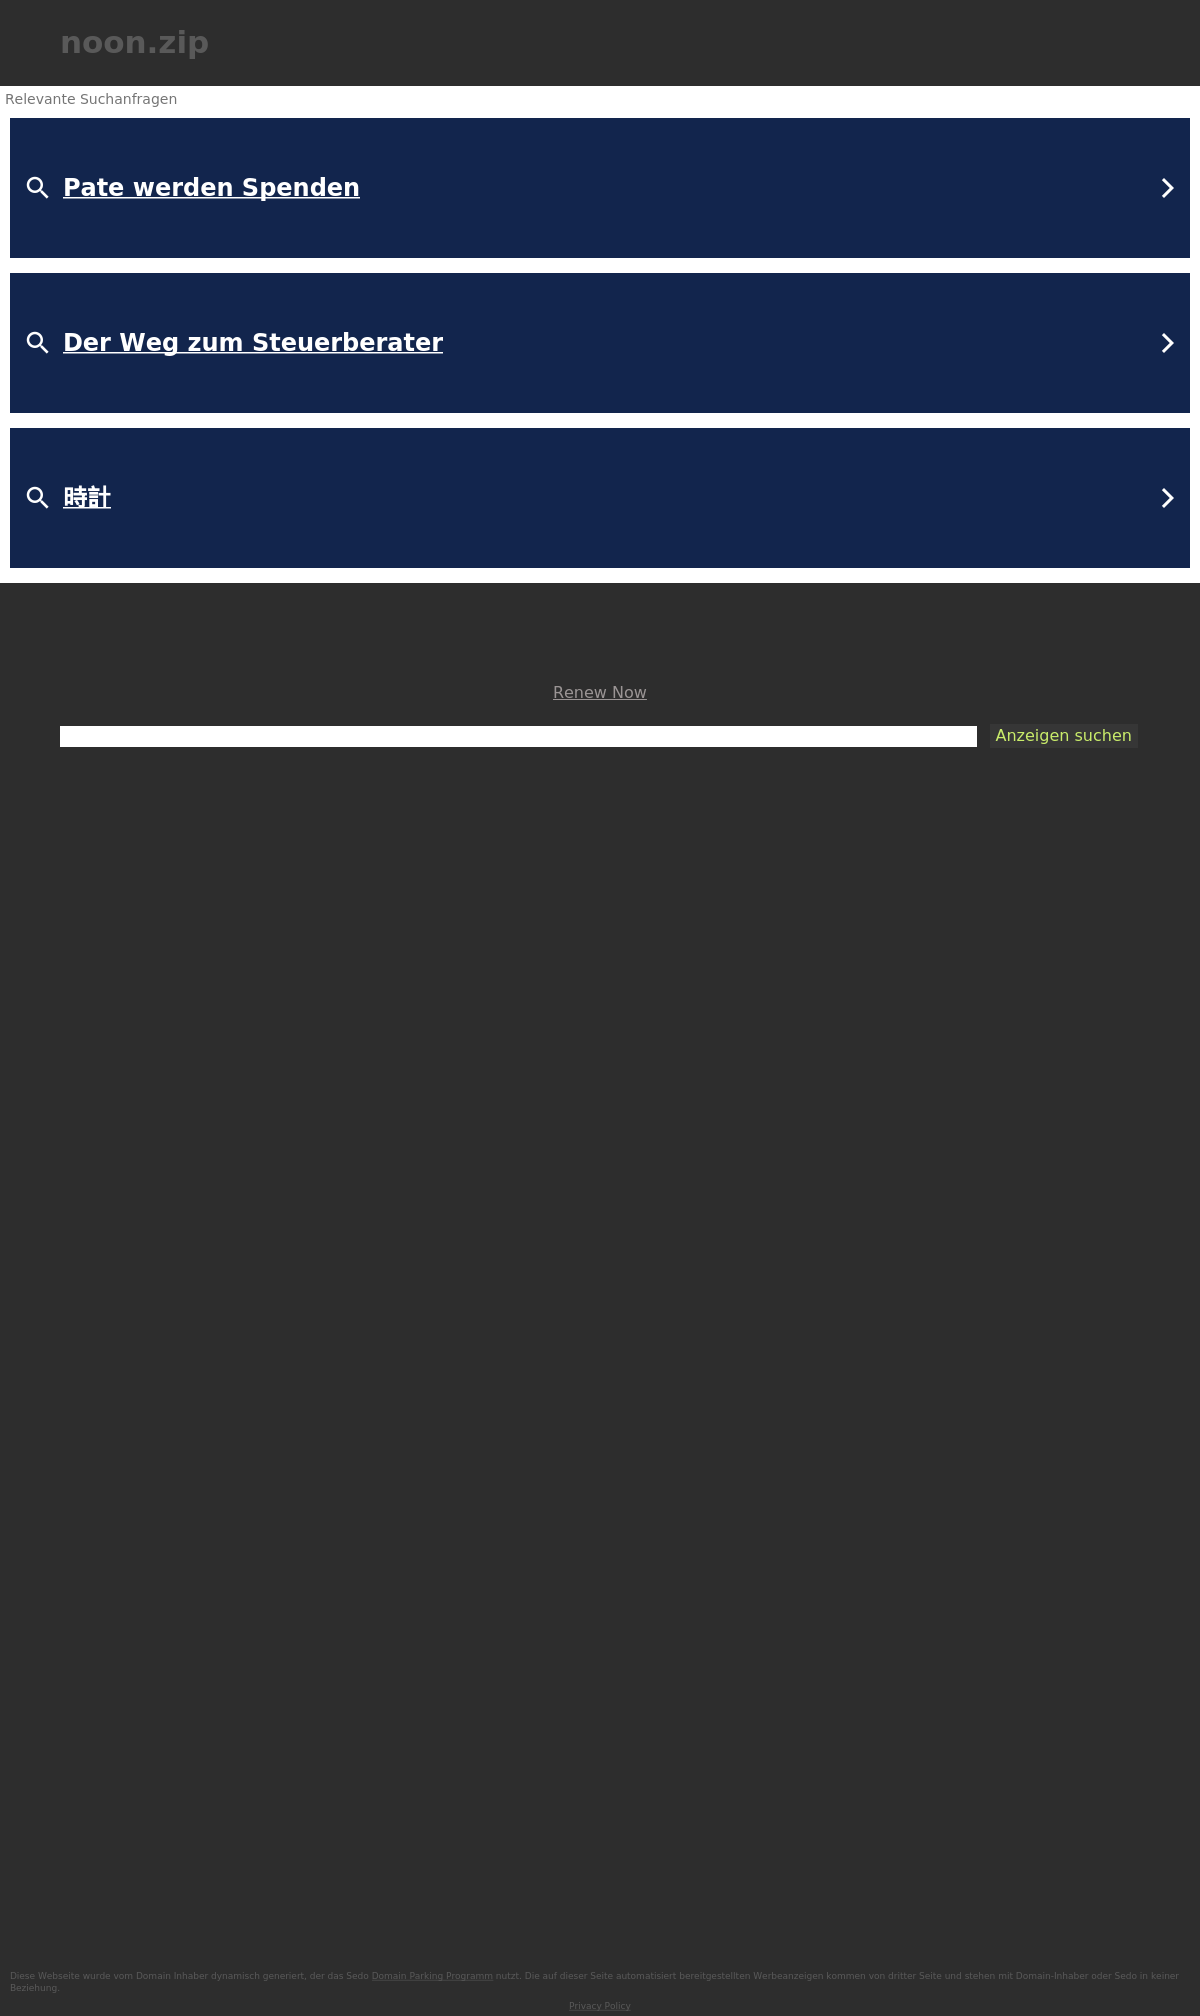 noon.zip
Relevante Suchanfragen
Pate werden Spenden
Der Weg zum Steuerberater
時計
Renew Now
Anzeigen suchen
Diese Webseite wurde vom Domain Inhaber dynamisch generiert, der das Sedo Domain Parking Programm nutzt. Die auf dieser Seite automatisiert bereitgestellten Werbeanzeigen kommen von dritter Seite und stehen mit Domain-Inhaber oder Sedo in keiner
Beziehung.
Privacy Policy